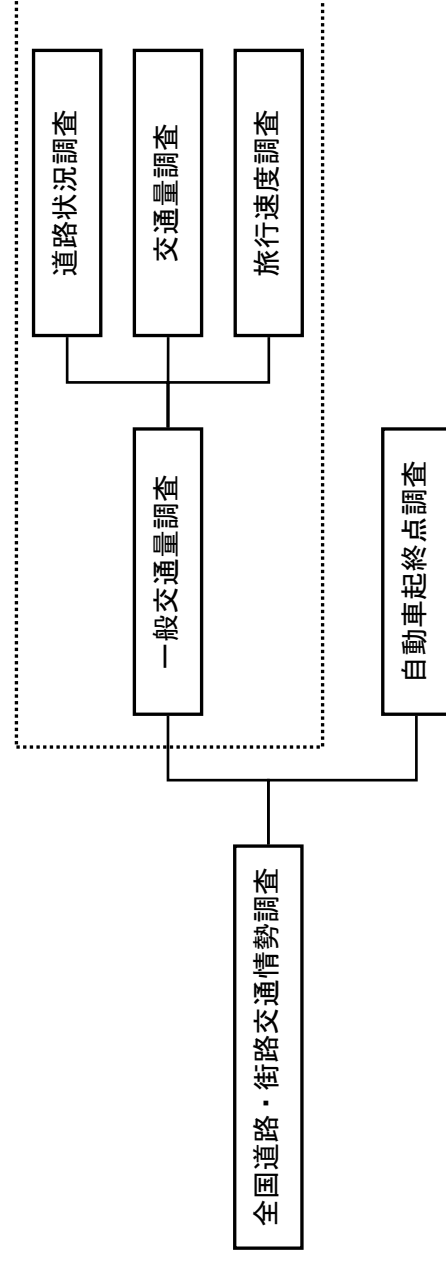 全国道路・街路交通情勢調査
一般交通量調査
道路状況調査
交通量調査
旅行速度調査
自動車起終点調査